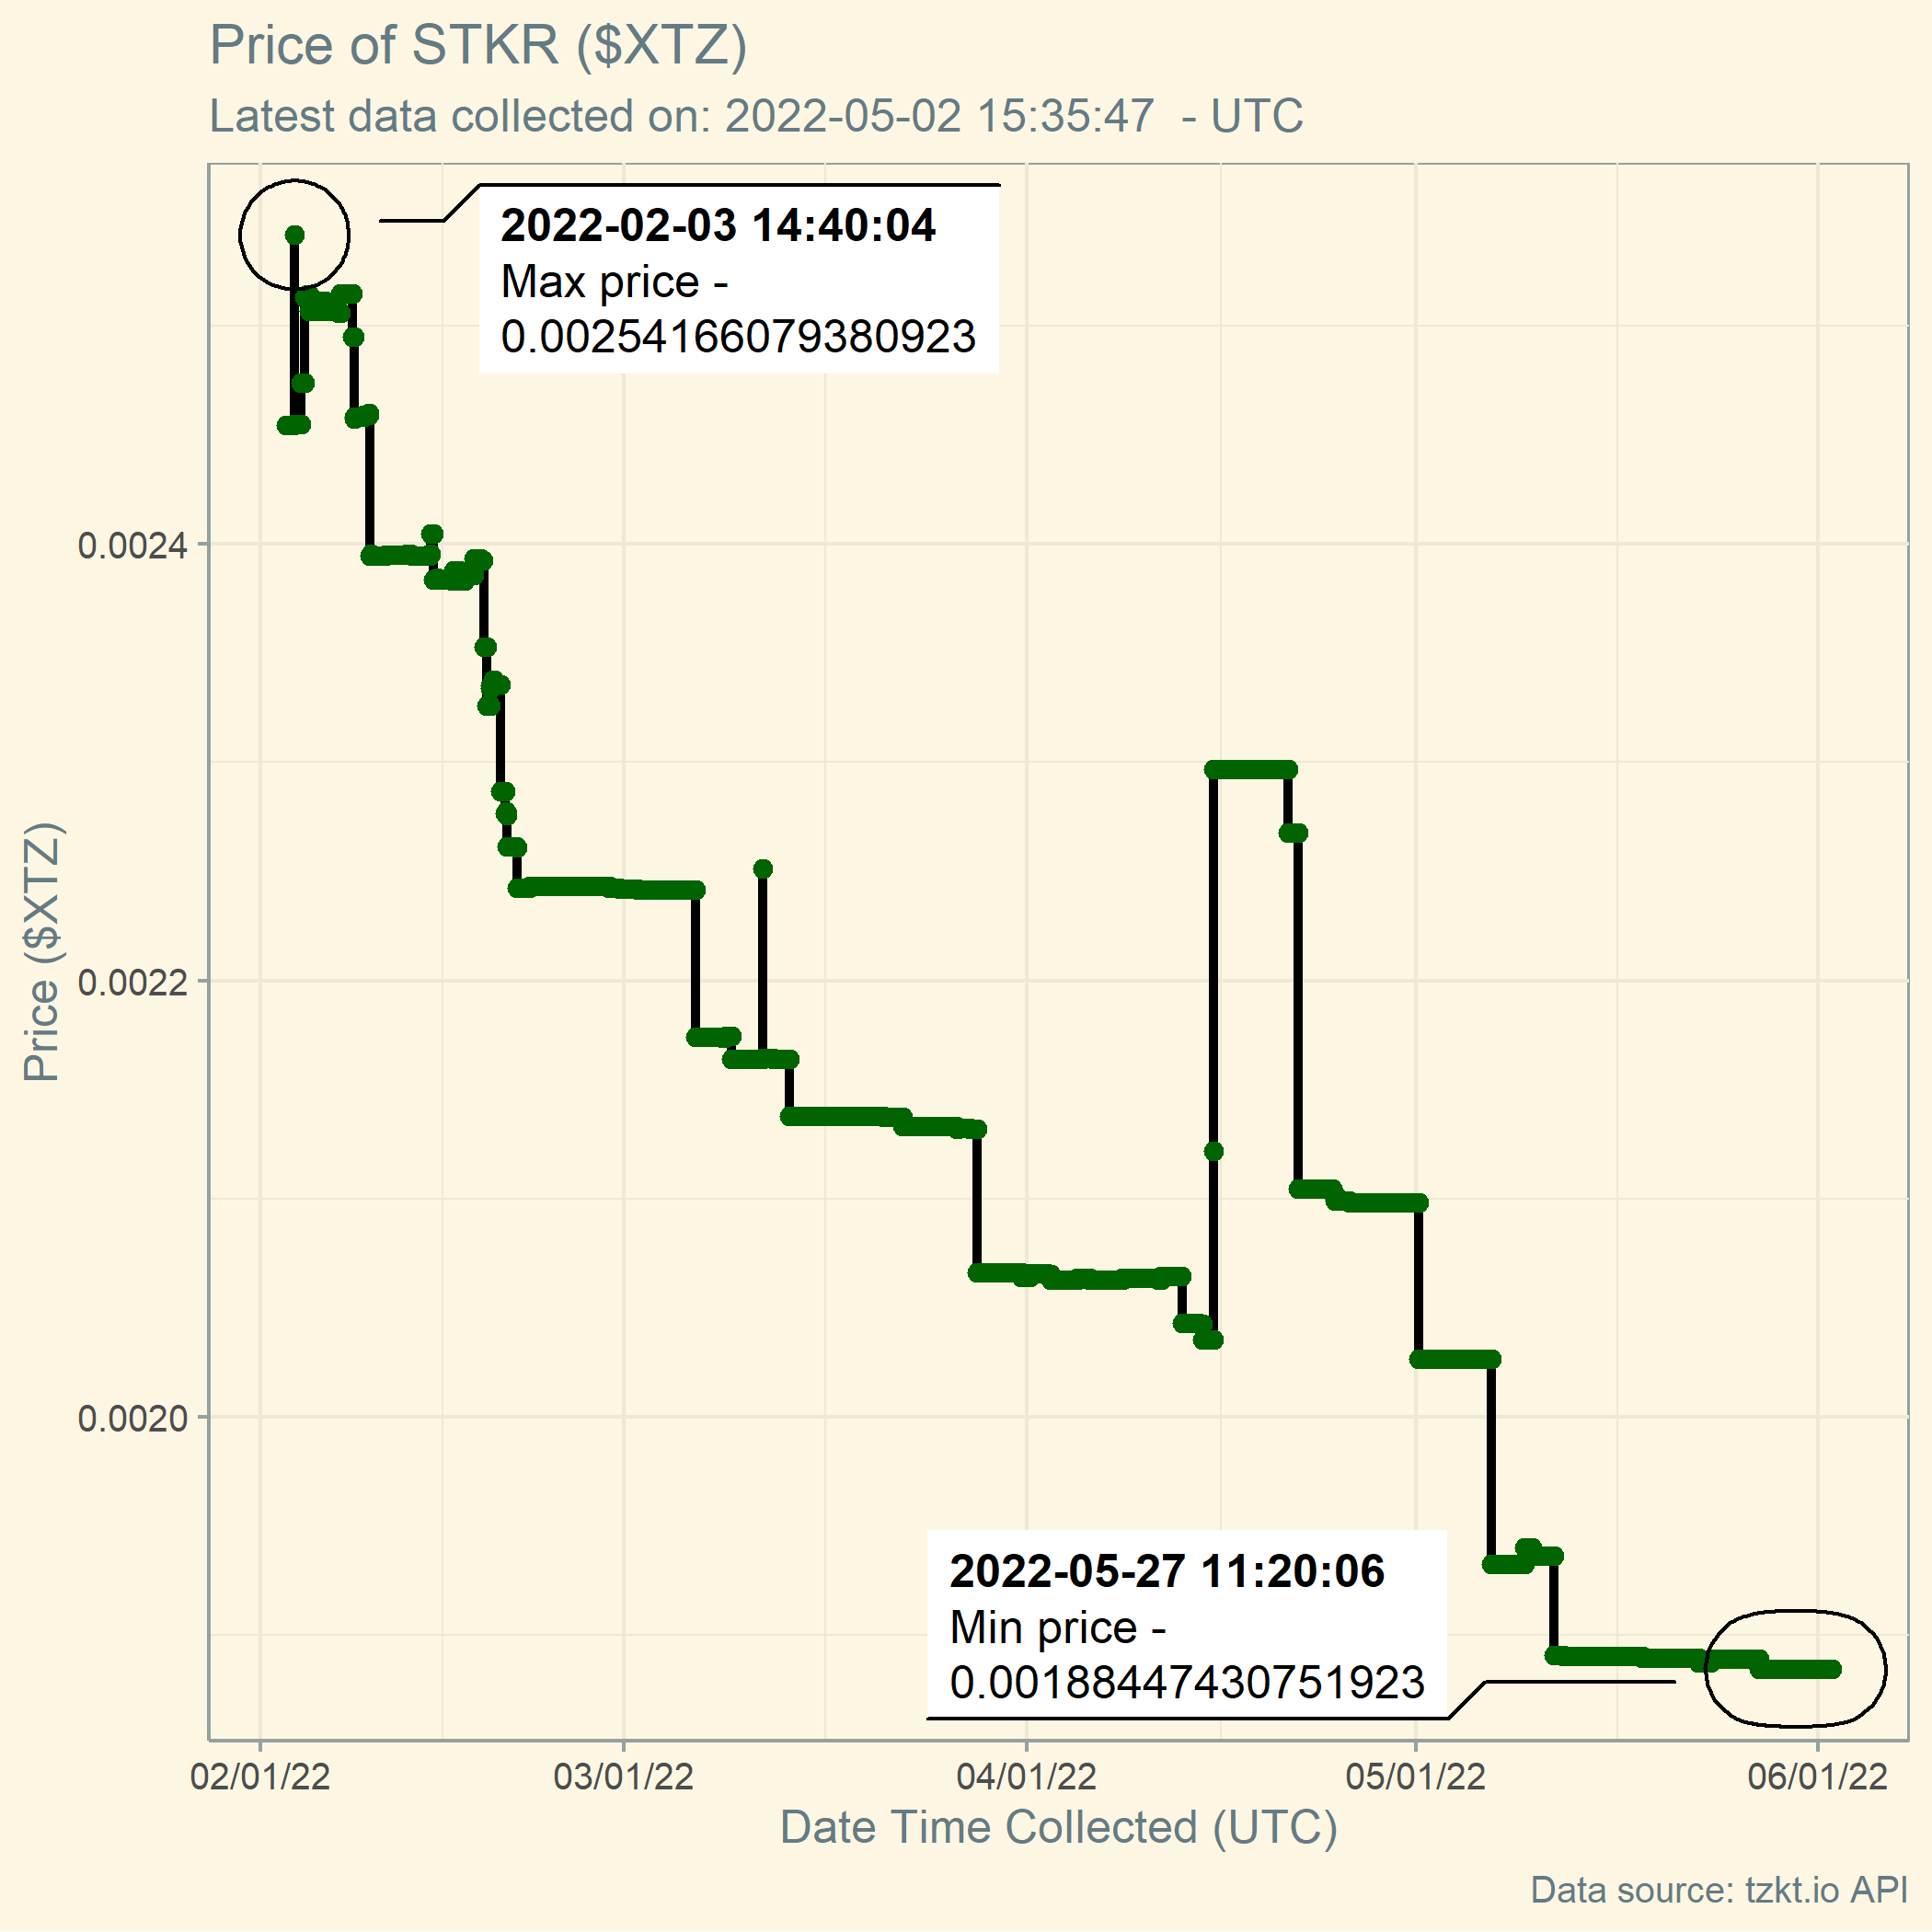 Price of STKR ($XTZ)
Latest data collected on: 2022-05-02 15:35:47  - UTC
2022-02-03 14:40:04
Max price -
0.00254166079380923
0.0024
0.0022
0.0020
Price ($XTZ)
2022-05-27 11:20:06
Min price -
0.00188447430751923
02/01/22
03/01/22
04/01/22
05/01/22
06/01/22
Date Time Collected (UTC)
Data source: tzkt.io API